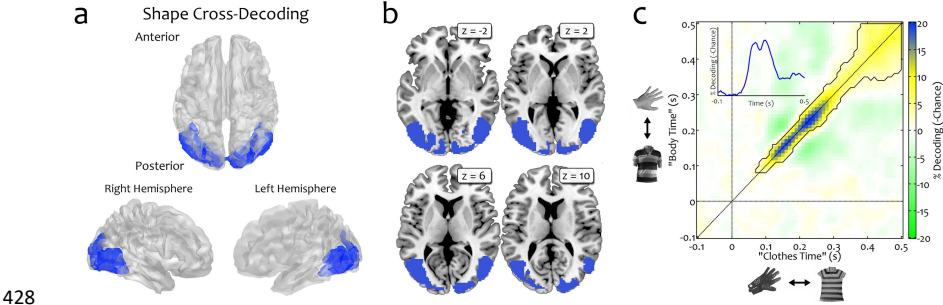 a
Shape Cross-Decoding
Anterior
Posterior
Right Hemisphere
Left Hemisphere
b
z = -2
z = 2
z = 6
z = 10
c
0.5
0.4
0.3
0.2
0.1
0
-0.1
"Body Time" (s)
% Decoding (-Chance)
-0.1
Time (s)
0.5
-0.1
0
0.1
0.2
0.3
0.4
0.5
"Clothes Time" (s)
20
15
10
5
0
-5
-10
-15
-20
% Decoding (-Chance)
428